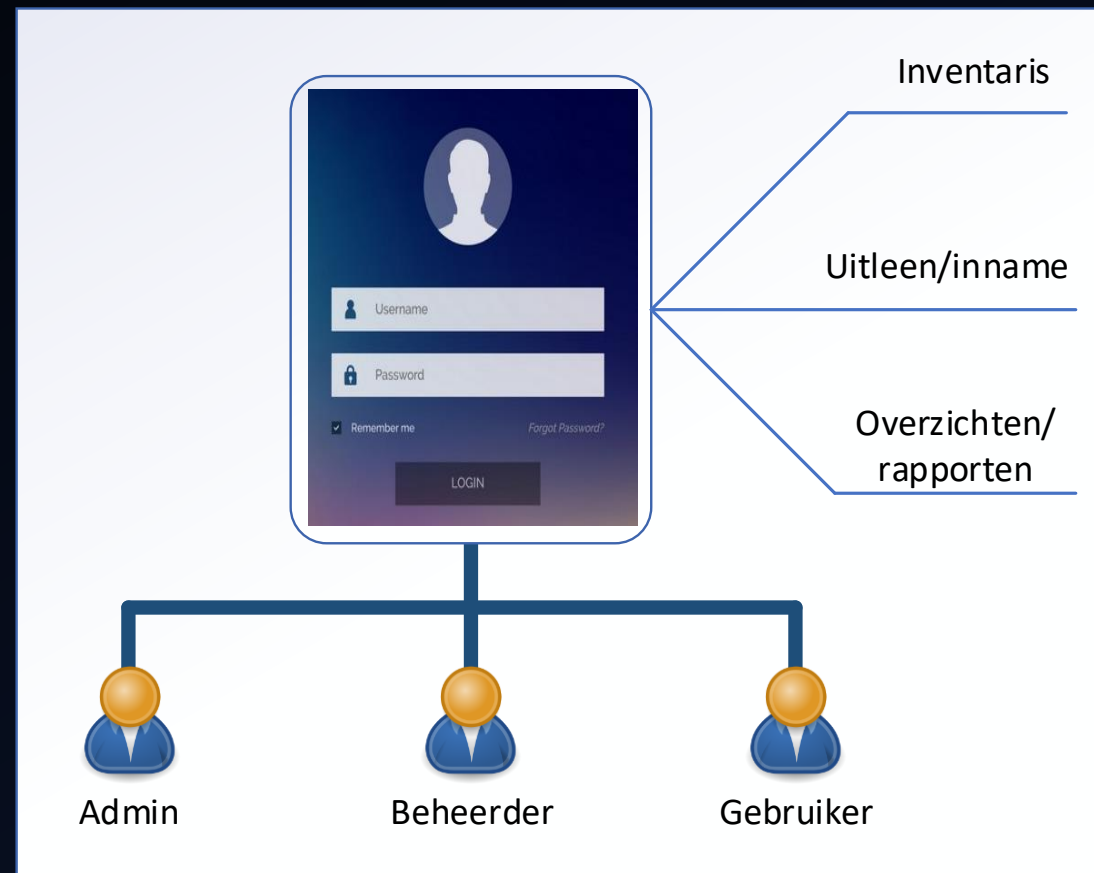 Inventaris
Uitleen/inname
Overzichten/
rapporten
Username
Password
Remember me Forgot Password?
LOGIN
Admin Beheerder Gebruiker